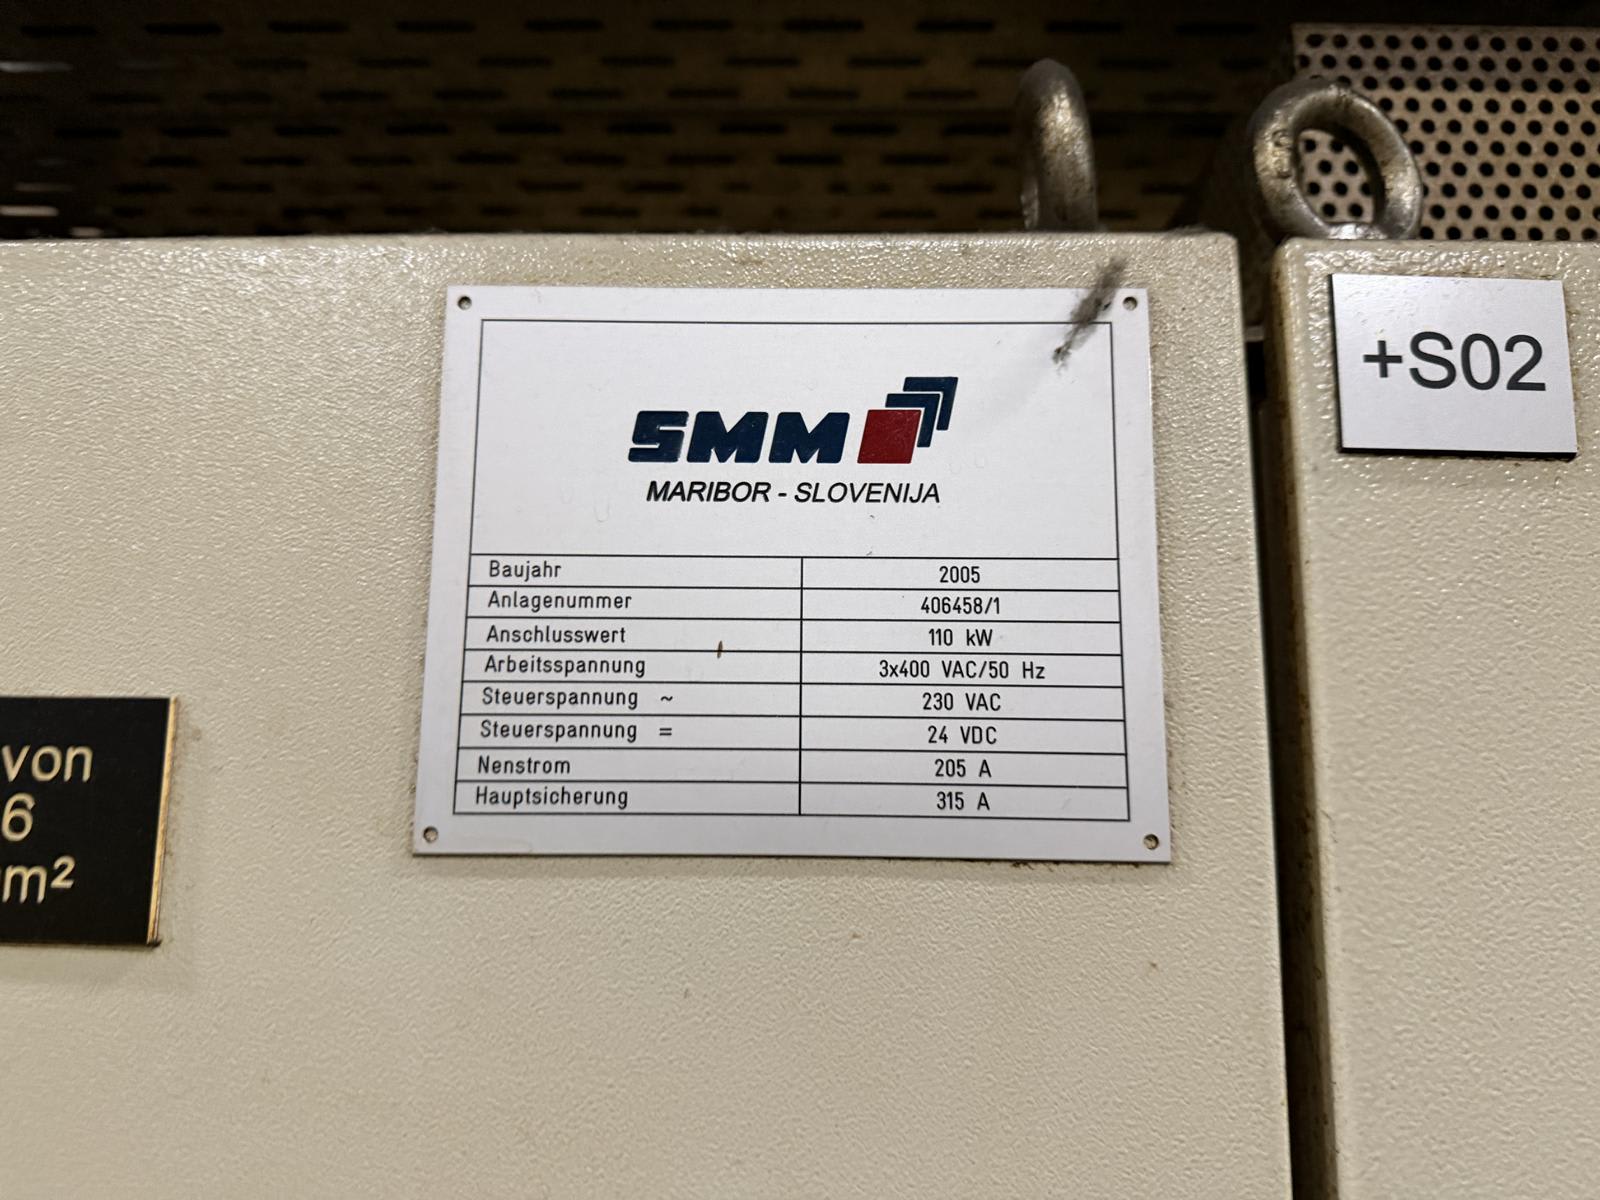 SMM
MARIBOR - SLOVENIJA
Baujahr 2005
Anlagenummer 406458/1
Anschlusswert 110 kW
Arbeitsspannung 3x400 VAC/50 Hz
Steuerspannung ~ 230 VAC
Steuerspannung = 24 VDC
Nenstrom 205 A
Hauptsicherung 315 A
+S02
von
6
m²